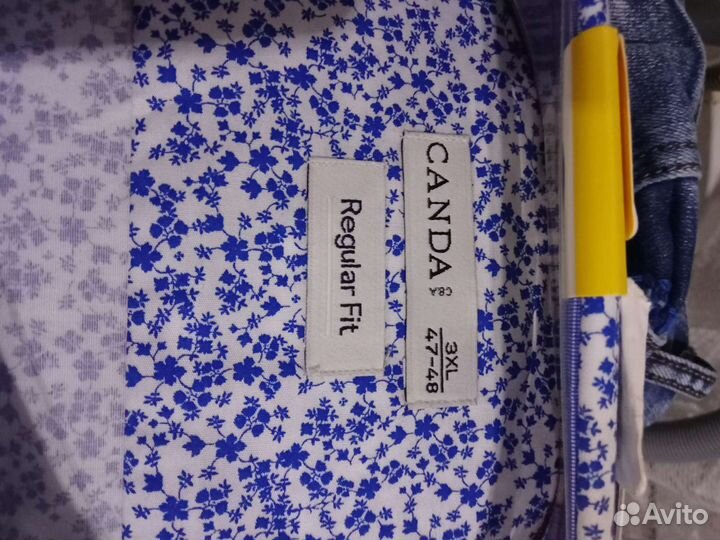 CANDA
C&A
3XL
47-48
Regular Fit
Avito